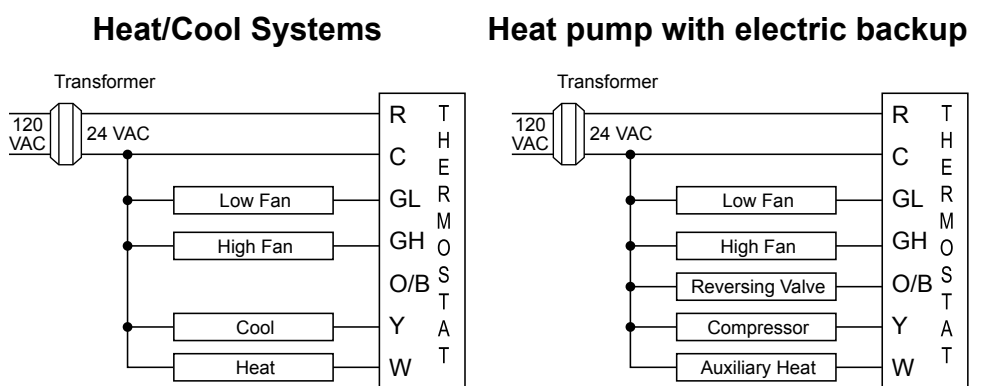 Heat/Cool Systems
Transformer
120
VAC
24 VAC
R
C
GL
GH
O/B
Y
W
THERMOSTAT
Low Fan
High Fan
Cool
Heat
Heat pump with electric backup
Transformer
120
VAC
24 VAC
R
C
GL
GH
O/B
Y
W
THERMOSTAT
Low Fan
High Fan
Reversing Valve
Compressor
Auxiliary Heat